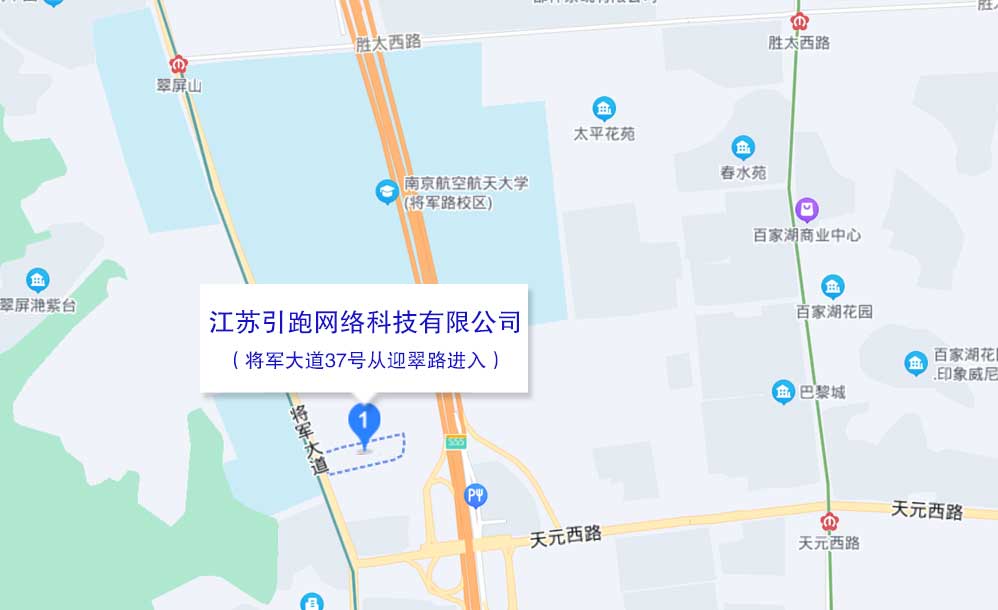 胜太西路
胜太西路
翠屏山
太平花苑
春水苑
南京航空航天大学
(将军路校区)
百家湖商业中心
翠屏滟紫台
百家湖花园
江苏引跑网络科技有限公司
（将军大道37号从迎翠路进入）
百家湖花
.印象威尼
巴黎城
将军大道
1
S55
天元西路
天元西路
天元西路